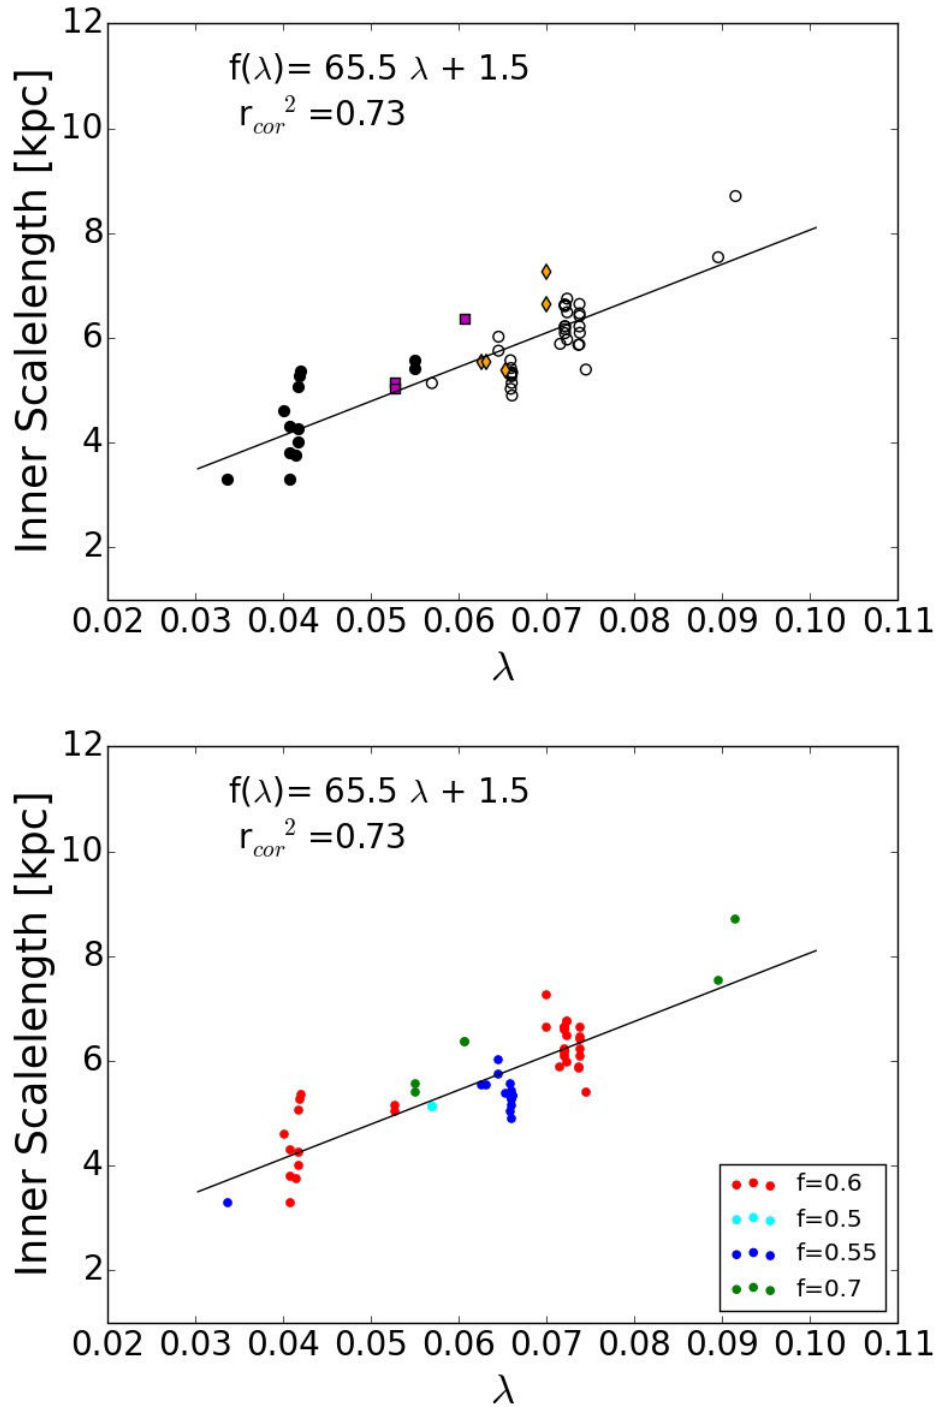 12
f(λ)= 65.5 λ + 1.5
r_cor^2 =0.73
10
8
6
4
2
Inner Scalelength [kpc]
0.02 0.03 0.04 0.05 0.06 0.07 0.08 0.09 0.10 0.11
λ
12
f(λ)= 65.5 λ + 1.5
r_cor^2 =0.73
10
8
6
4
2
Inner Scalelength [kpc]
f=0.6
f=0.5
f=0.55
f=0.7
0.02 0.03 0.04 0.05 0.06 0.07 0.08 0.09 0.10 0.11
λ